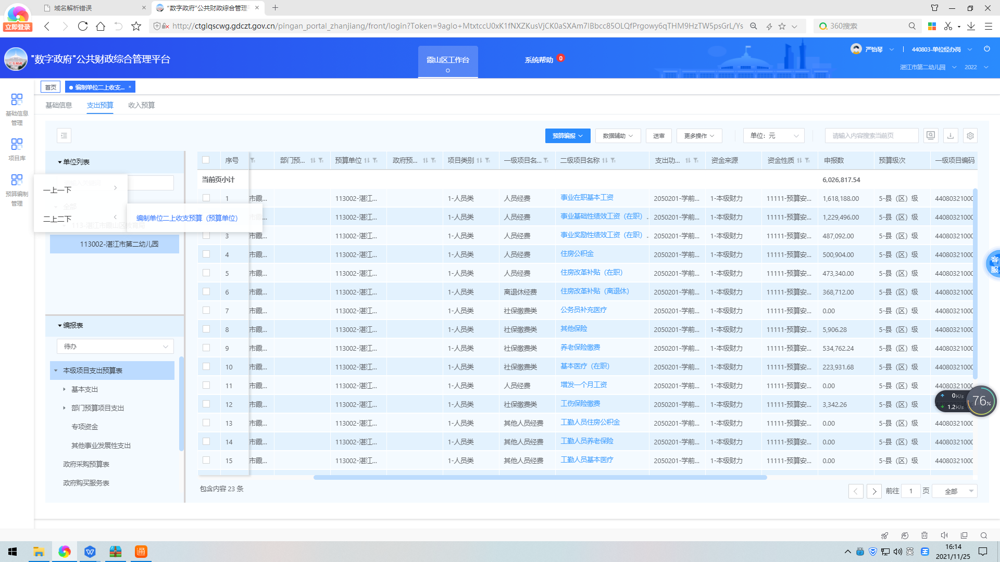 域名解析错误
"数字政府"公共财政综合管理平
立即登录
http://ctglqscwg.gdczt.gov.cn/pingan_portal_zhanjiang/front/login?Token=9aglo+MtxtccU0xK1fNXZKusVjCK0aSXAm7lBbcc85OLQfPrgowy6qTHM9HzTW5psGrL/Ys
360搜索
"数字政府"公共财政综合管理平台
霞山区工作台
系统帮助 0
严怡琴
440803-单位经办岗
湛江市第二幼儿园
2022
首页
编制单位二上收支...
基础信息管理
项目库
预算编制管理
基础信息 支出预算 收入预算
预算编报 数据辅助 送审 更多操作 单位: 元 请输入内容搜索当前页
单位列表
一上一下
二上二下
编制单位二上收支预算（预算单位）
全部
113-湛江市霞山区教育局
113002-湛江市第二幼儿园
编报表
待办
本级项目支出预算表
基本支出
部门预算项目支出
专项资金
其他事业发展性支出
政府采购预算表
政府购买服务表
序号 部门预... 预算单位 政府预... 项目类别 一级项目名... 二级项目名称 支出功... 资金来源 资金性质 申报数 预算级次 一级项目编码
当前页小计 6,026,817.54
1 市霞... 113002-湛江... 1-人员类 人员经费 事业在职基本工资 2050201-学前... 1-本级财力 11111-预算安... 1,618,188.00 5-县（区）级 44080321000
市霞... 113002-湛江... 1-人员类 人员经费 事业基础性绩效工资（在职）.. 2050201-学前... 1-本级财力 11111-预算安... 1,229,496.00 5-县（区）级 44080321000
3 市霞... 113002-湛江... 1-人员类 人员经费 事业奖励性绩效工资（在职）.. 2050201-学前... 1-本级财力 11111-预算安... 487,092.00 5-县（区）级 44080321000
4 市霞... 113002-湛江... 1-人员类 人员经费 住房公积金 2050201-学前... 1-本级财力 11111-预算安... 500,904.00 5-县（区）级 44080321000
5 市霞... 113002-湛江... 1-人员类 人员经费 住房改革补贴（在职） 2050201-学前... 1-本级财力 11111-预算安... 473,340.00 5-县（区）级 44080321000
6 市霞... 113002-湛江... 1-人员类 离退休经费 住房改革补贴（离退休） 2050201-学前... 1-本级财力 11111-预算安... 368,712.00 5-县（区）级 44080321000
7 市霞... 113002-湛江... 1-人员类 社保缴费类 公务员补充医疗 2050201-学前... 1-本级财力 11111-预算安... 0.00 5-县（区）级 44080321000
8 市霞... 113002-湛江... 1-人员类 社保缴费类 其他保险 2050201-学前... 1-本级财力 11111-预算安... 5,906.28 5-县（区）级 44080321000
9 市霞... 113002-湛江... 1-人员类 社保缴费类 养老保险缴费 2050201-学前... 1-本级财力 11111-预算安... 534,762.24 5-县（区）级 44080321000
10 市霞... 113002-湛江... 1-人员类 社保缴费类 基本医疗（在职） 2050201-学前... 1-本级财力 11111-预算安... 223,931.68 5-县（区）级 44080321000
11 市霞... 113002-湛江... 1-人员类 人员经费 增发一个月工资 2050201-学前... 1-本级财力 11111-预算安... 0.00 5-县（区）级 44080321000
12 市霞... 113002-湛江... 1-人员类 社保缴费类 工伤保险缴费 2050201-学前... 1-本级财力 11111-预算安... 3,342.26 5-县（区）级
13 市霞... 113002-湛江... 1-人员类 其他人员经费 工勤人员住房公积金 2050201-学前... 1-本级财力 11111-预算安... 0.00 5-县（区）级 44080321000
14 市霞... 113002-湛江... 1-人员类 其他人员经费 工勤人员养老保险 2050201-学前... 1-本级财力 11111-预算安... 0.00 5-县（区）级 44080321000
15 市霞... 113002-湛江... 1-人员类 其他人员经费 工勤人员基本医疗 2050201-学前... 1-本级财力 11111-预算安... 0.00 5-县（区）级 44080321000
包含内容 23 条
前往 1 页 全部
客服
0K/s
1.2K/s
76%
英
16:14
2021/11/25